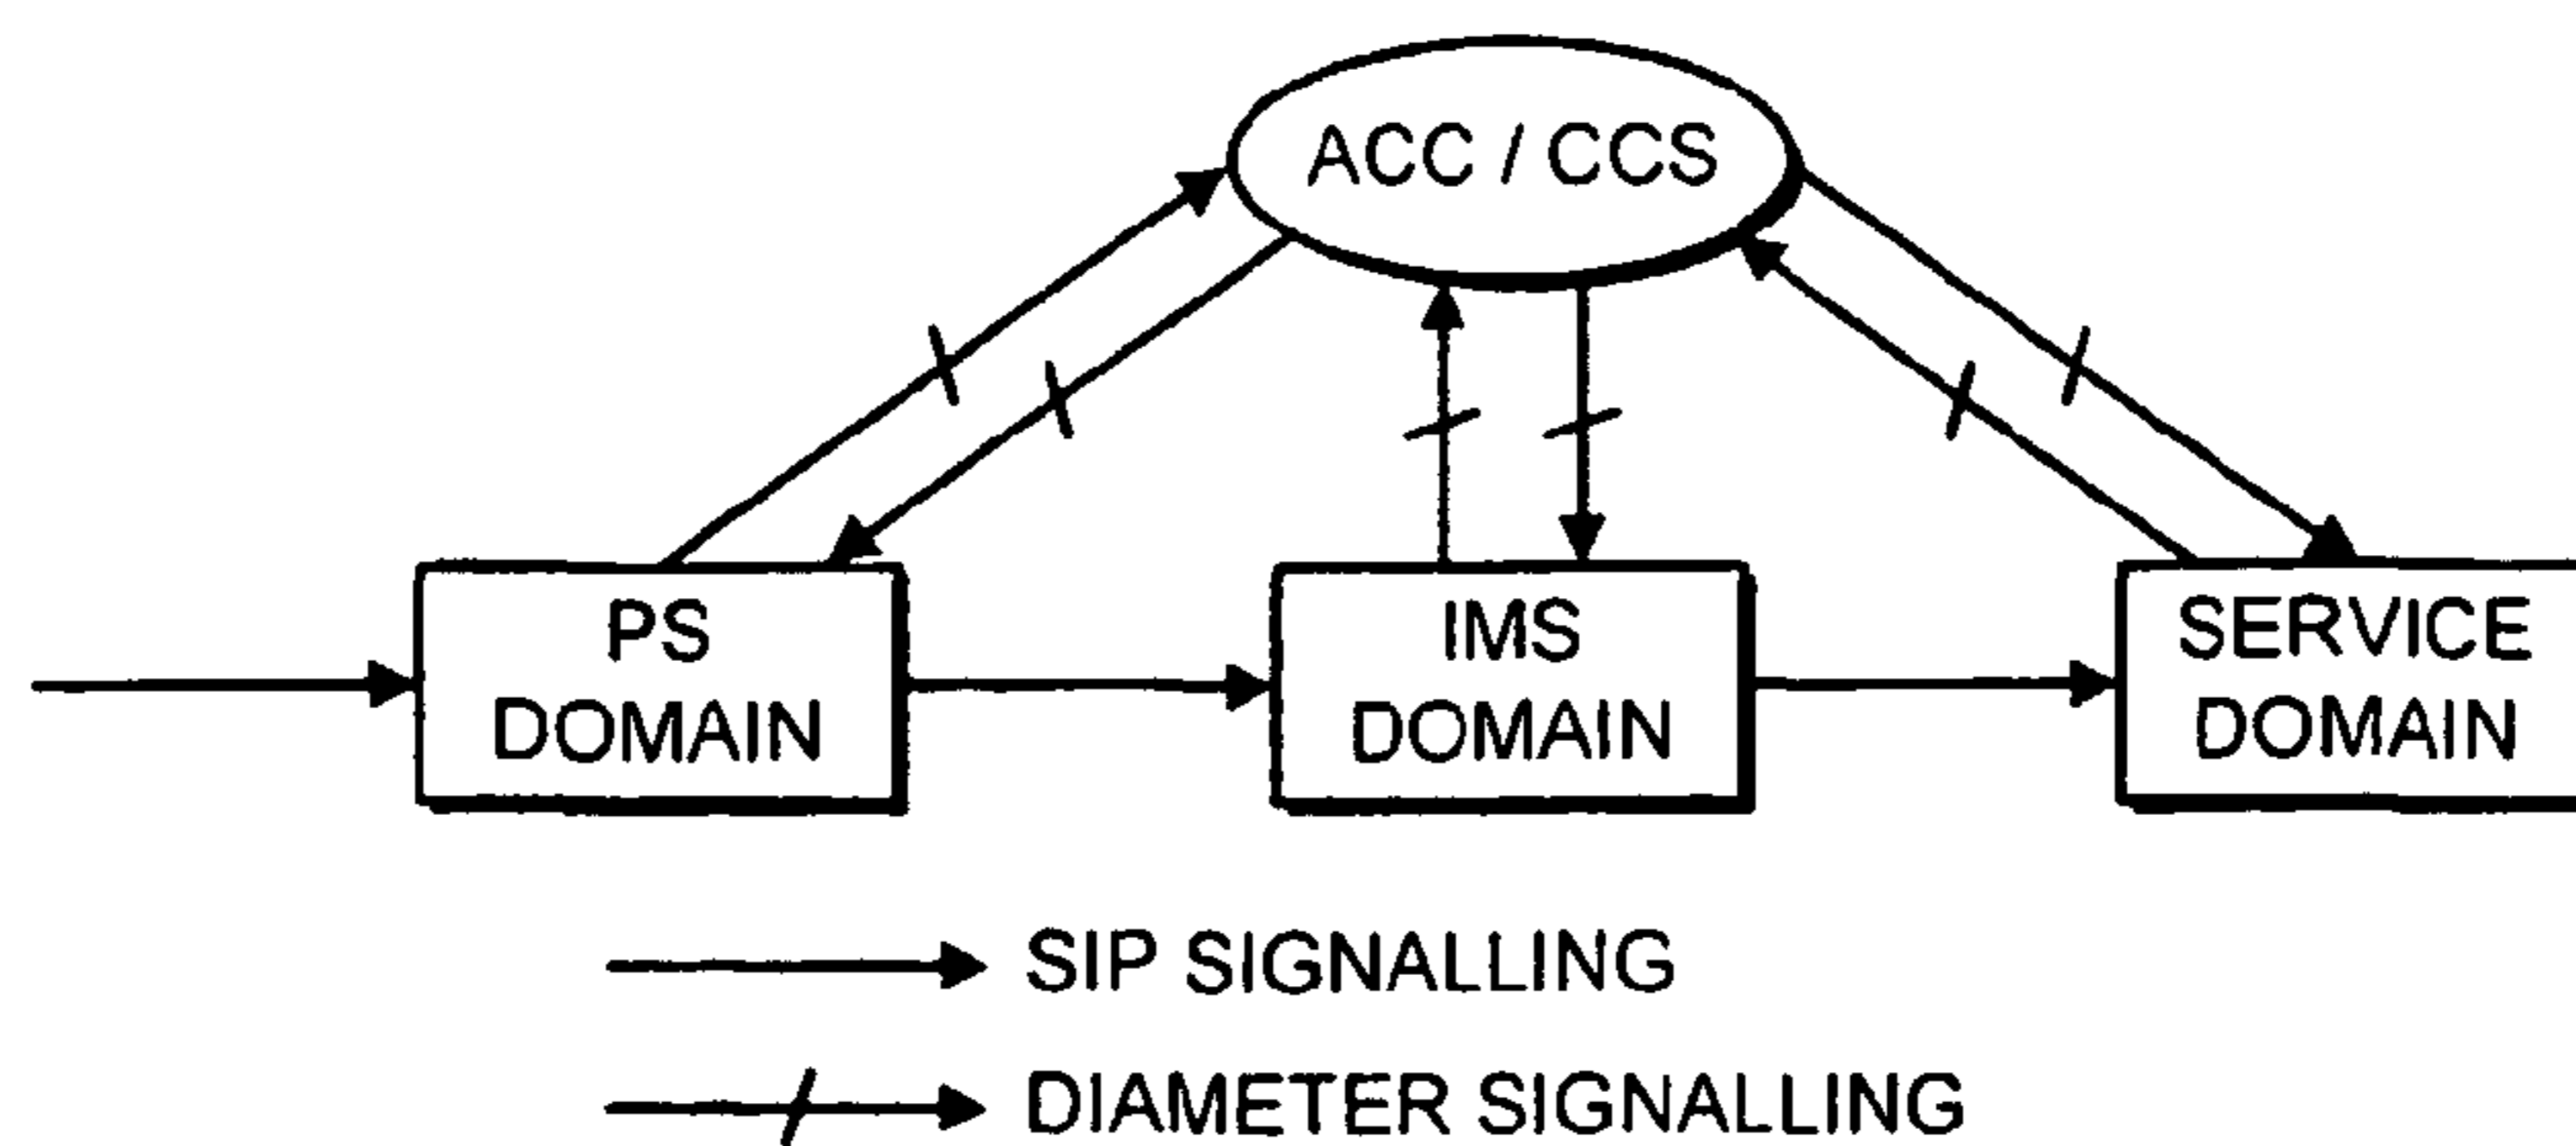 ACC / CCS
PS
DOMAIN
IMS
DOMAIN
SERVICE
DOMAIN
SIP SIGNALLING
DIAMETER SIGNALLING